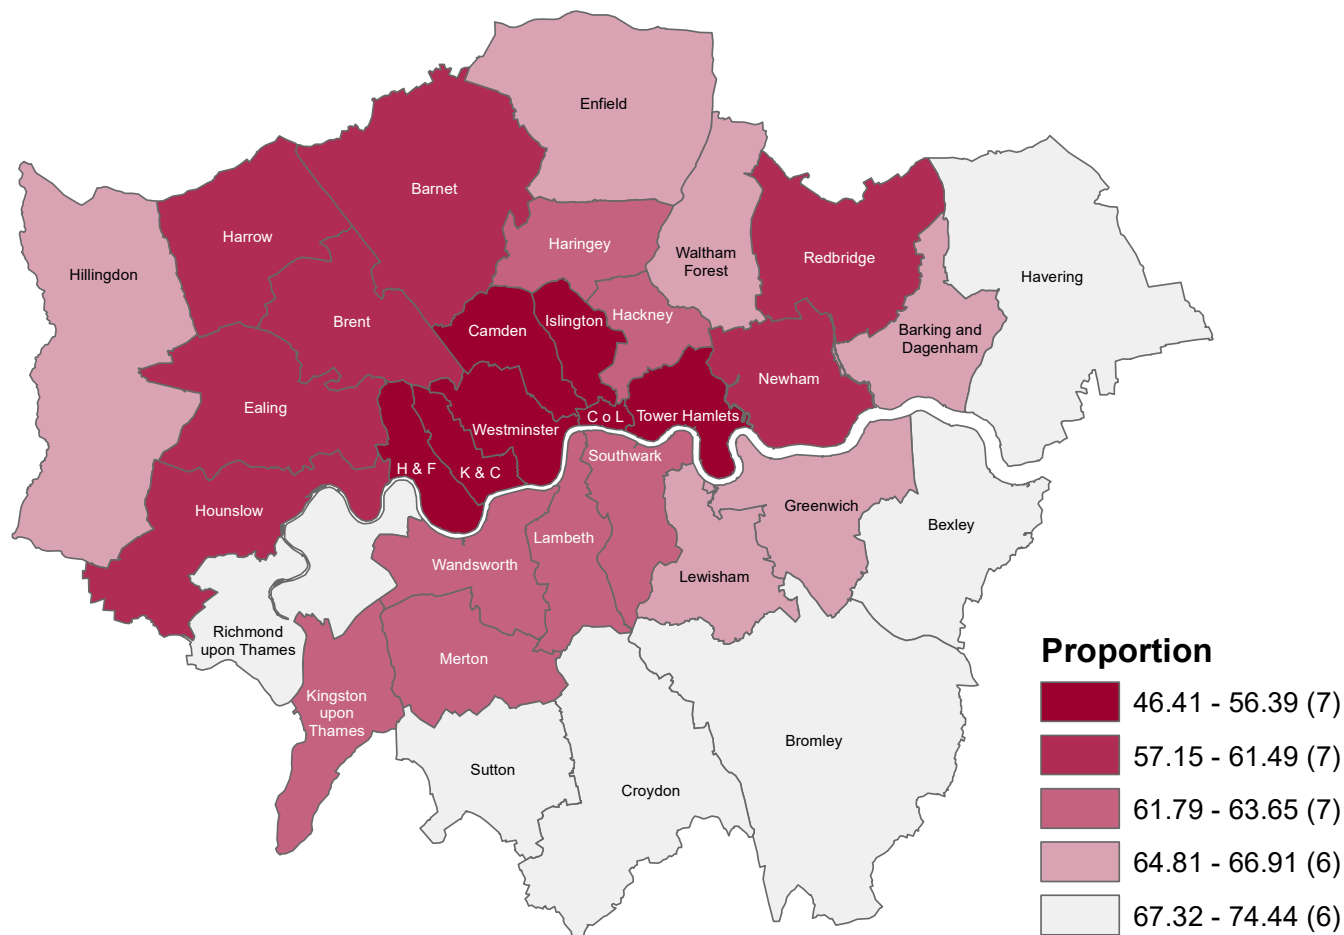 Enfield
Barnet
Harrow
Haringey
Waltham
Forest
Redbridge
Hillingdon
Havering
Brent
Camden
Islington
Hackney
Barking and
Dagenham
Newham
Ealing
Westminster
C o L
Tower Hamlets
H & F
K & C
Southwark
Hounslow
Greenwich
Bexley
Lambeth
Wandsworth
Lewisham
Richmond
upon Thames
Merton
Kingston
upon
Thames
Sutton
Croydon
Bromley
Proportion
46.41 - 56.39 (7)
57.15 - 61.49 (7)
61.79 - 63.65 (7)
64.81 - 66.91 (6)
67.32 - 74.44 (6)